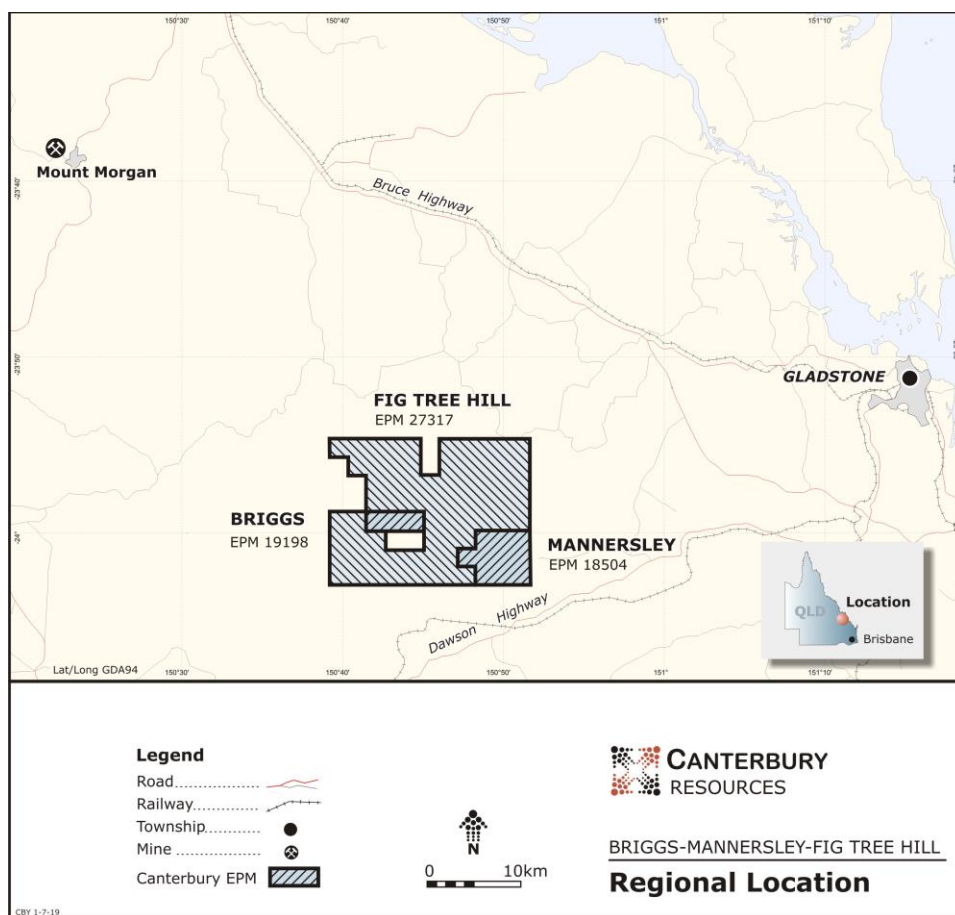 150°30'
150°40'
150°50'
151°
151°10'
Mount Morgan
-23°40'
Bruce Highway
-23°50'
GLADSTONE
FIG TREE HILL
EPM 27317
BRIGGS
EPM 19198
-24°
MANNERSLEY
EPM 18504
Dawson Highway
QLD
Location
Brisbane
Lat/Long GDA94
150°30'
150°40'
150°50'
151°
151°10'
Legend
Road
Railway
Township
Mine
Canterbury EPM
N
0 10km
CANTERBURY
RESOURCES
BRIGGS-MANNERSLEY-FIG TREE HILL
Regional Location
CBY 1-7-19